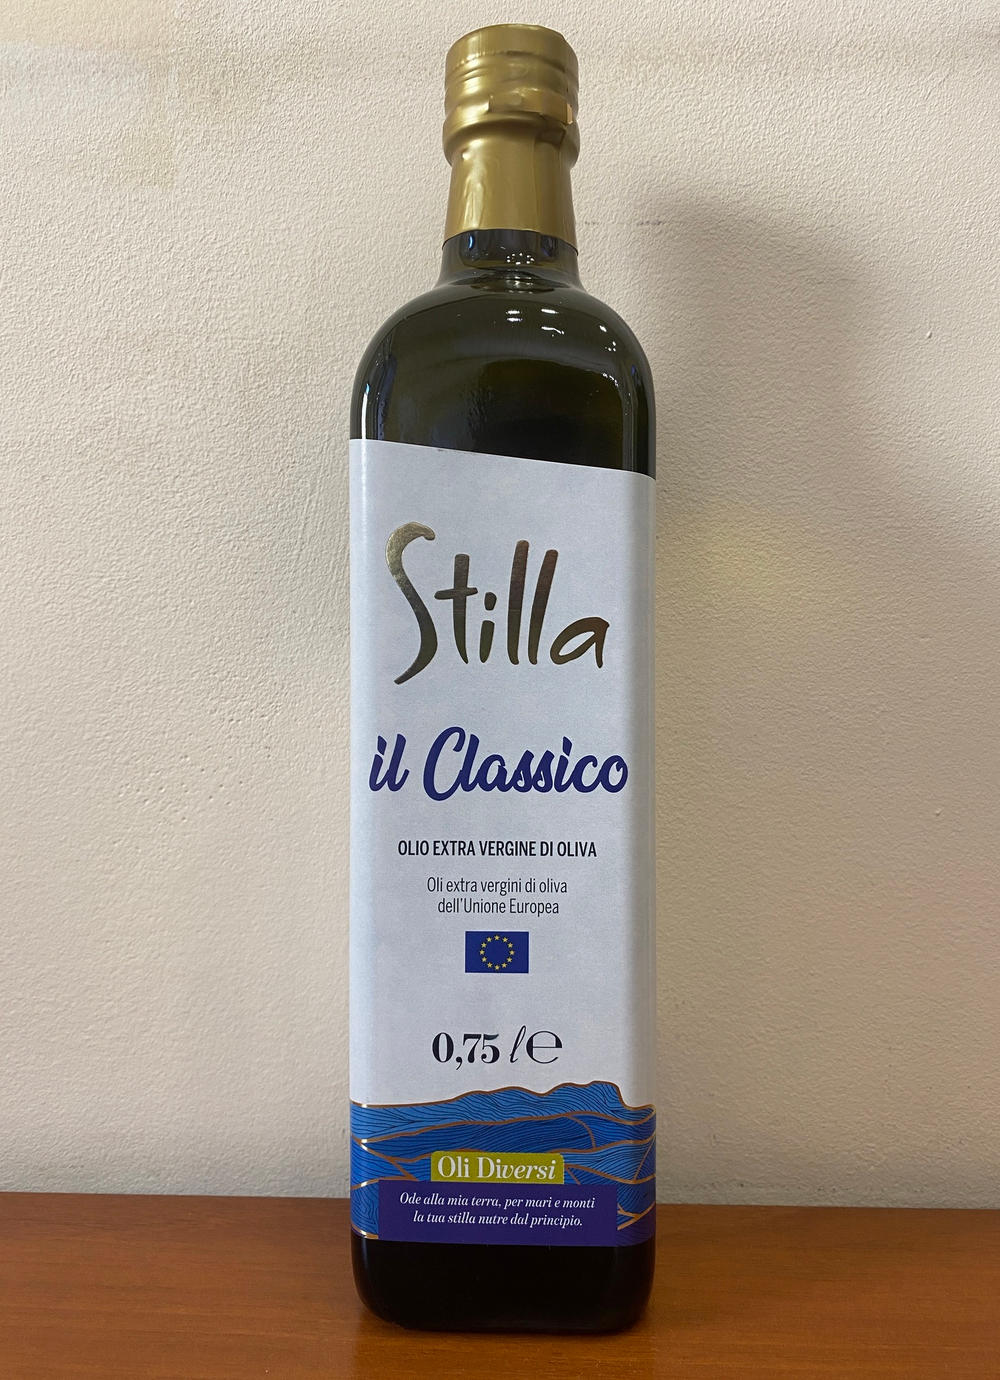 Stilla
il Classico
OLIO EXTRA VERGINE DI OLIVA
Oli extra vergini di oliva
dell'Unione Europea
0,75 l e
Oli Diversi
Ode alla mia terra, per mari e monti
la tua stilla nutre dal principio.